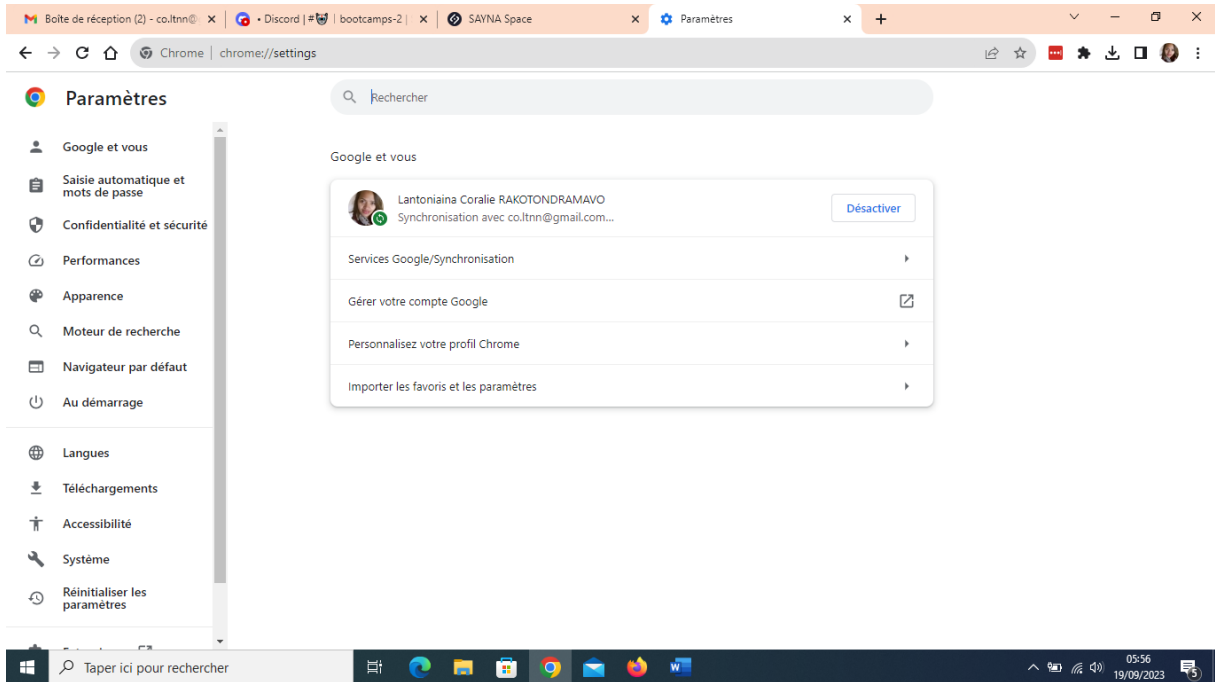 Boîte de réception (2) - co.ltnn@
• Discord | #🐻 | bootcamps-2 |
SAYNA Space
Paramètres
Chrome | chrome://settings
Paramètres
Rechercher
Google et vous
Saisie automatique et
mots de passe
Confidentialité et sécurité
Performances
Apparence
Moteur de recherche
Navigateur par défaut
Au démarrage
Langues
Téléchargements
Accessibilité
Système
Réinitialiser les
paramètres
Google et vous
Lantoniaina Coralie RAKOTONDRAMAVO
Synchronisation avec co.ltnn@gmail.com...
Désactiver
Services Google/Synchronisation
Gérer votre compte Google
Personnalisez votre profil Chrome
Importer les favoris et les paramètres
Taper ici pour rechercher
W
05:56
19/09/2023
5